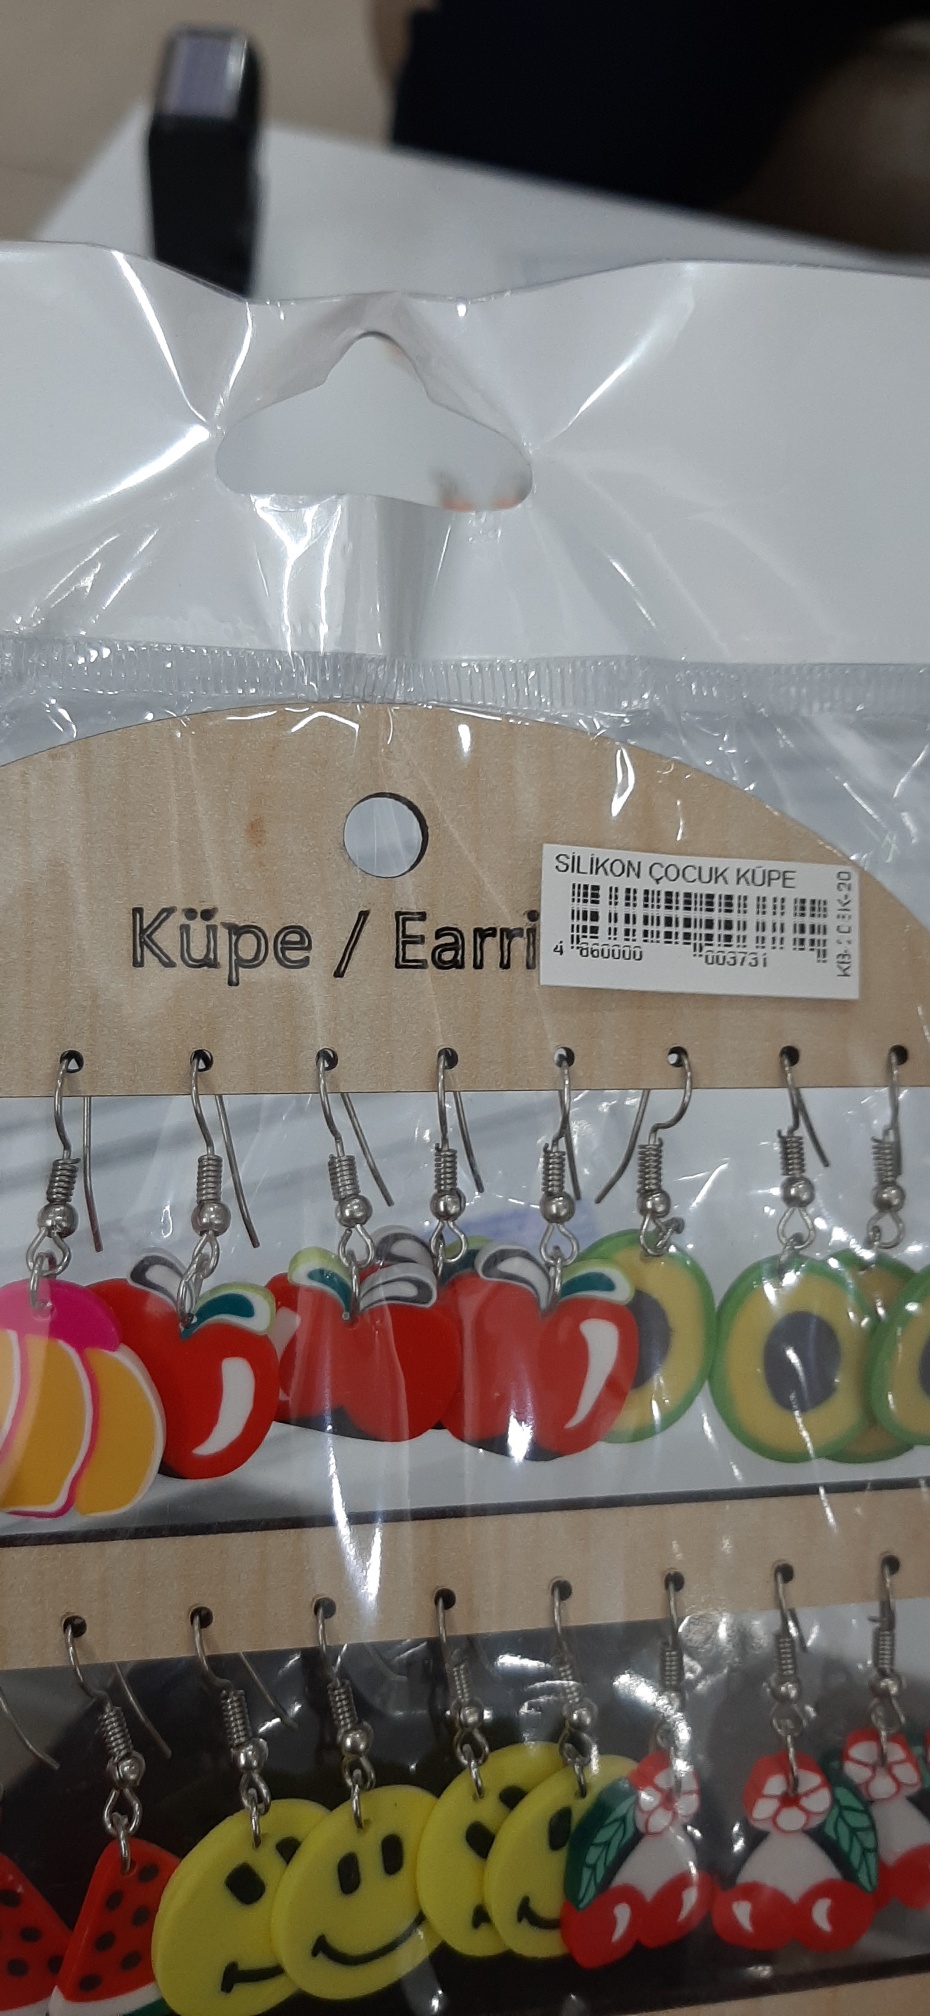 SİLİKON ÇOCUK KÜPE
Küpe / Earri
4 860000 003731